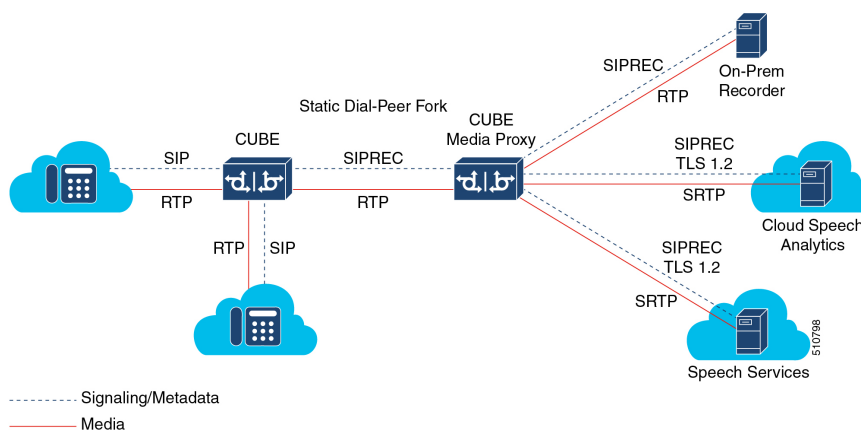 SIPREC
RTP
On-Prem
Recorder
Static Dial-Peer Fork
CUBE
CUBE
Media Proxy
SIP
RTP
SIPREC
RTP
SIPREC
TLS 1.2
SRTP
Cloud Speech
Analytics
RTP
SIP
SIPREC
TLS 1.2
SRTP
Speech Services
510798
Signaling/Metadata
Media